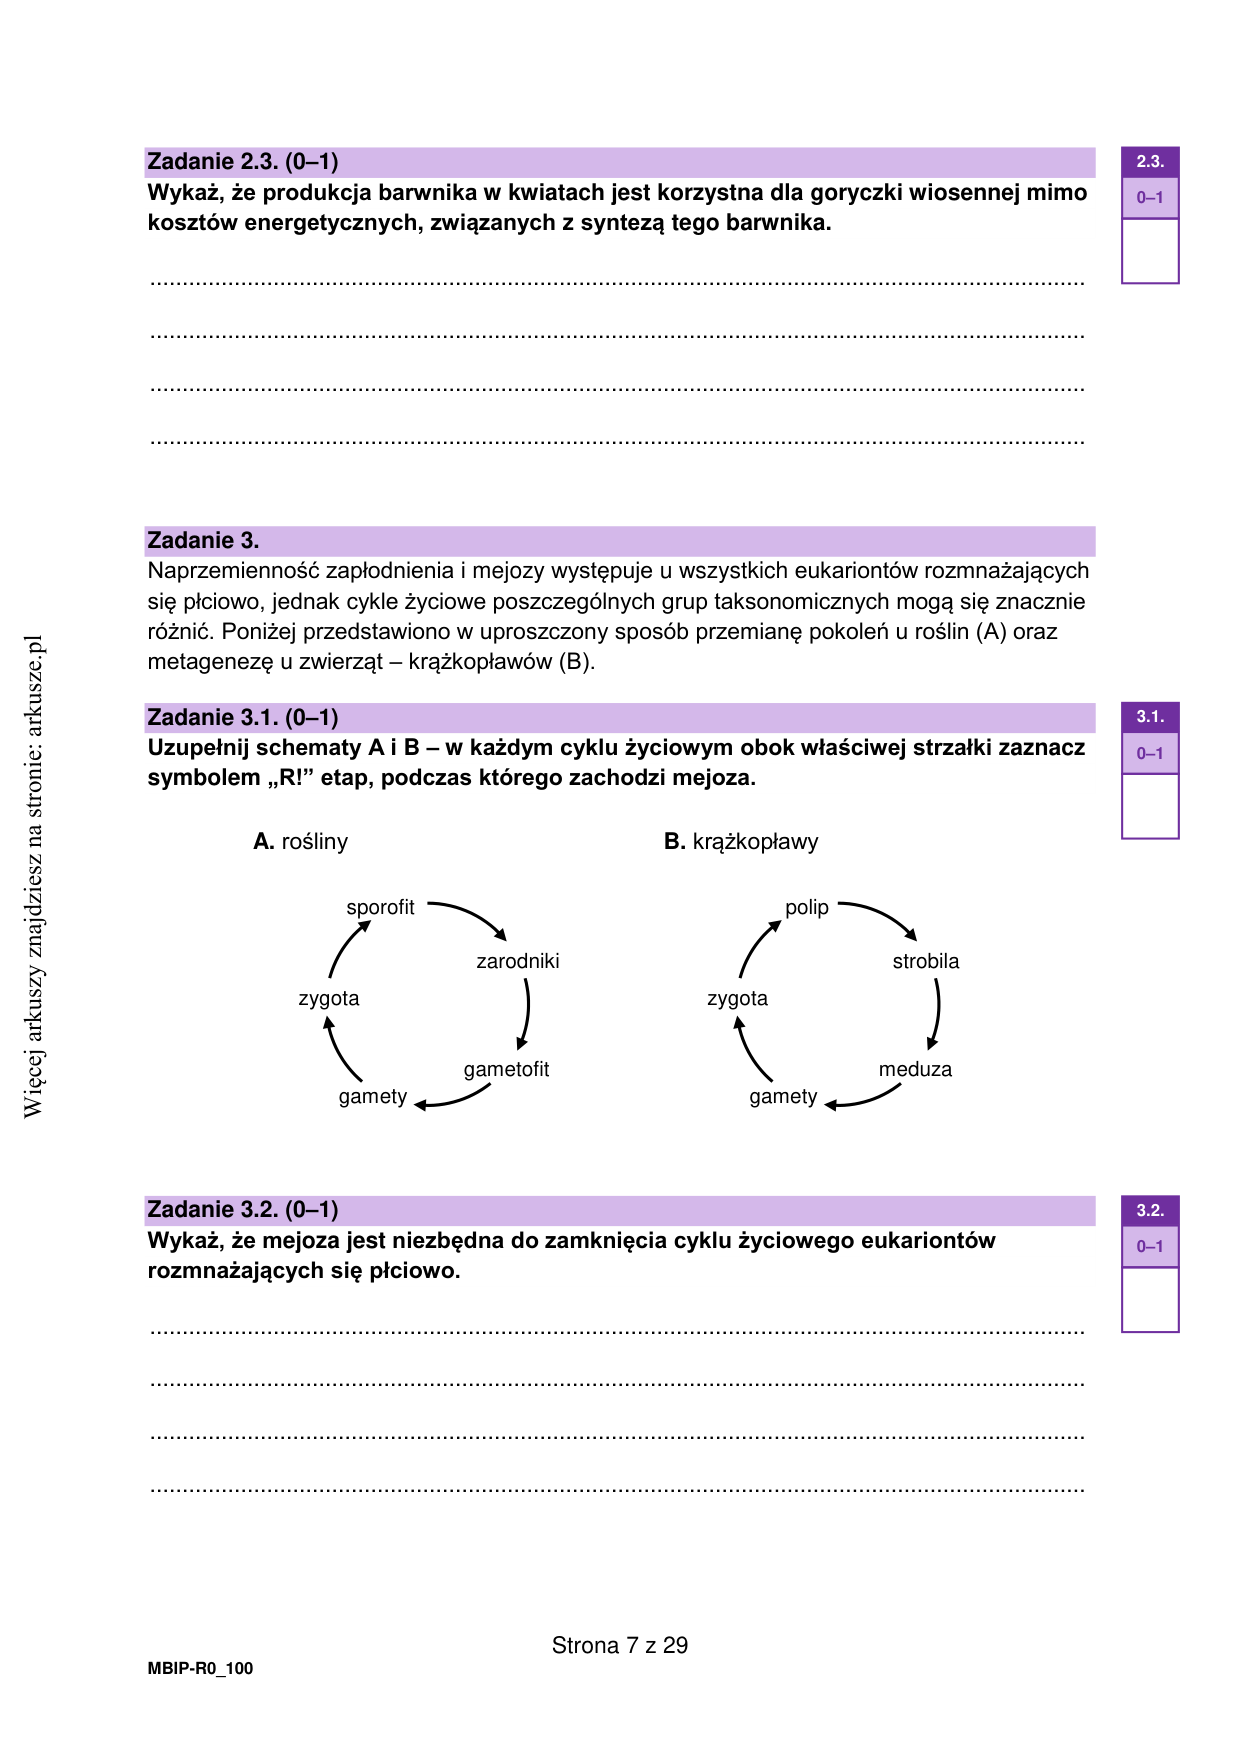 Zadanie 2.3. (0–1)
2.3.
0–1
Wykaż, że produkcja barwnika w kwiatach jest korzystna dla goryczki wiosennej mimo
kosztów energetycznych, związanych z syntezą tego barwnika.
Zadanie 3.
Naprzemienność zapłodnienia i mejozy występuje u wszystkich eukariontów rozmnażających
się płciowo, jednak cykle życiowe poszczególnych grup taksonomicznych mogą się znacznie
różnić. Poniżej przedstawiono w uproszczony sposób przemianę pokoleń u roślin (A) oraz
metagenezę u zwierząt – krążkopławów (B).
Zadanie 3.1. (0–1)
3.1.
0–1
Uzupełnij schematy A i B – w każdym cyklu życiowym obok właściwej strzałki zaznacz
symbolem „R!” etap, podczas którego zachodzi mejoza.
A. rośliny
sporofit
zarodniki
zygota
gametofit
gamety
B. krążkopławy
polip
strobila
zygota
meduza
gamety
Zadanie 3.2. (0–1)
3.2.
0–1
Wykaż, że mejoza jest niezbędna do zamknięcia cyklu życiowego eukariontów
rozmnażających się płciowo.
Strona 7 z 29
MBIP-R0_100
Więcej arkuszy znajdziesz na stronie: arkusze.pl